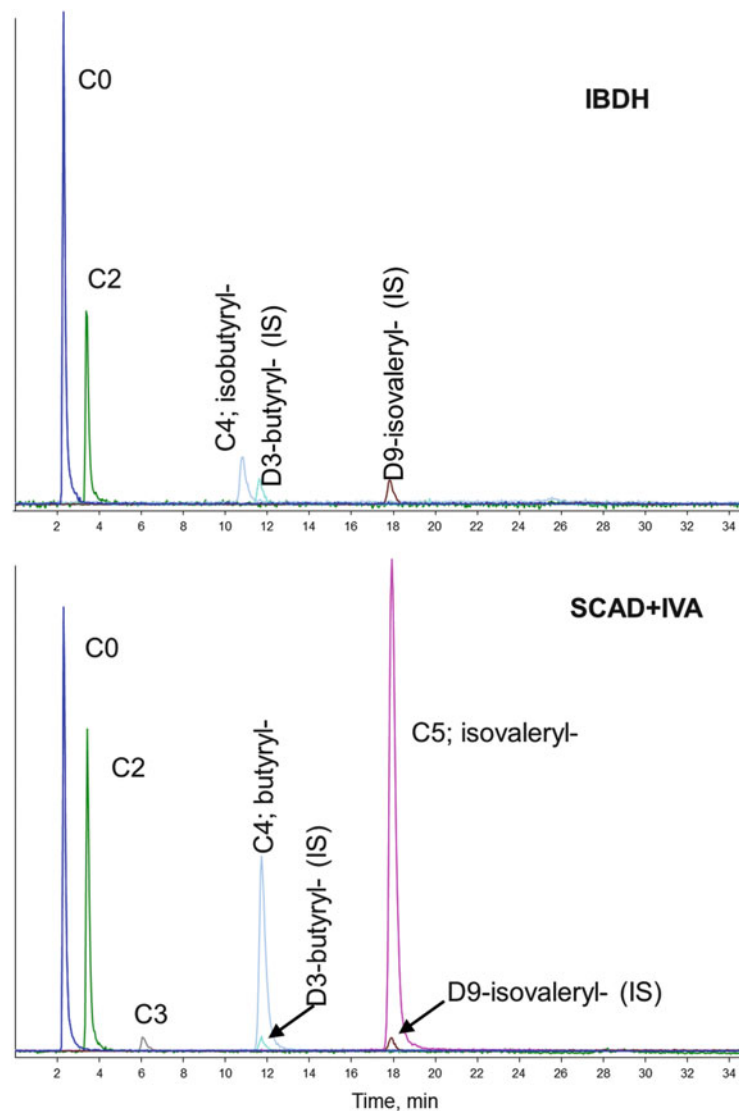 C0
IBDH
C2
C4; isobutyryl-
D3-butyryl- (IS)
D9-isovaleryl- (IS)
2 4 6 8 10 12 14 16 18 20 22 24 26 28 30 32 34
SCAD+IVA
C0
C2
C5; isovaleryl-
C4; butyryl-
D3-butyryl- (IS)
D9-isovaleryl- (IS)
C3
2 4 6 8 10 12 14 16 18 20 22 24 26 28 30 32 34
Time, min